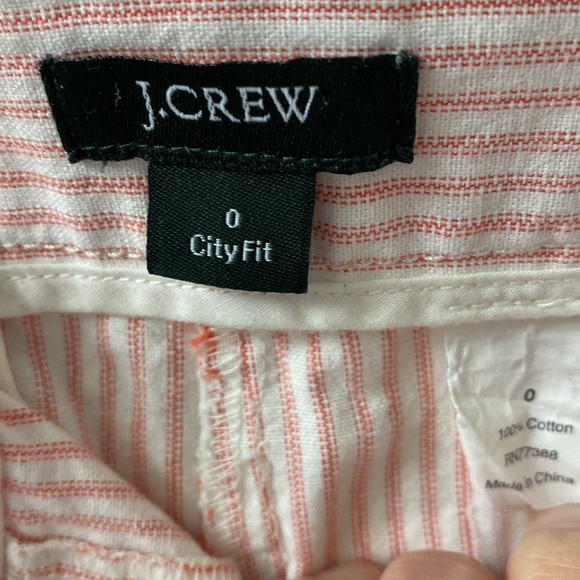 J.CREW
0
City Fit
0
100% Cotton
RN77388
Made in China